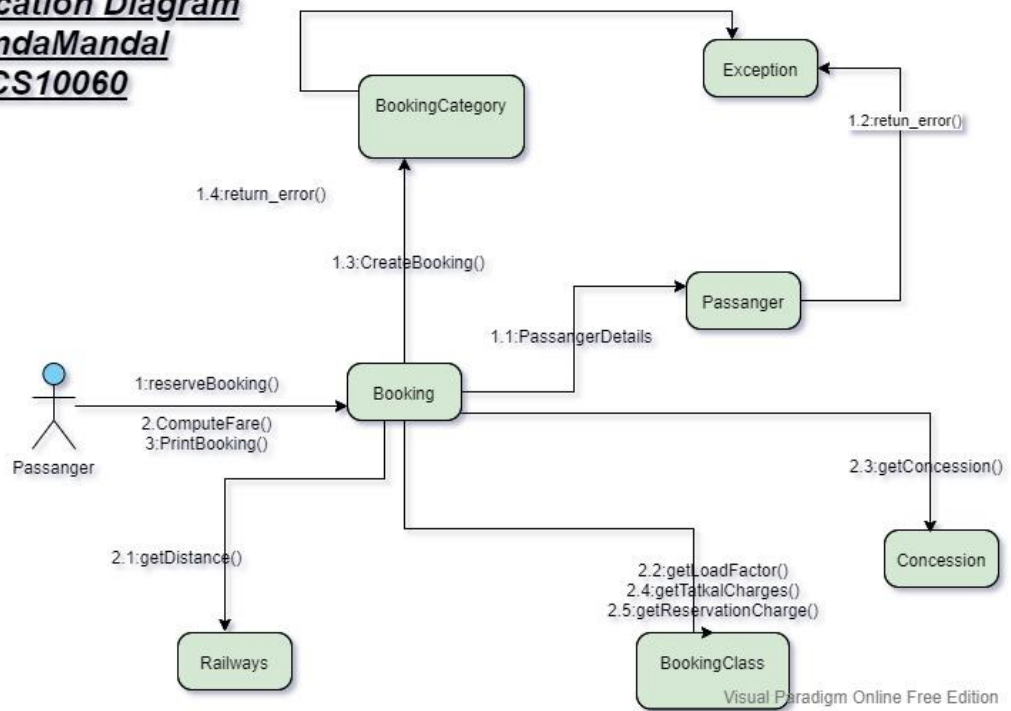 cation Diagram
ndaMandal
CS10060
Exception
BookingCategory
1.2:retun_error()
1.4:return_error()
1.3:CreateBooking()
Passanger
1.1:PassangerDetails
1:reserveBooking()
Booking
2.ComputeFare()
3:PrintBooking()
Passanger
2.3:getConcession()
2.1:getDistance()
Concession
2.2:getLoadFactor()
2.4:getTatkalCharges()
2.5:getReservationCharge()
Railways
BookingClass
Visual Paradigm Online Free Edition